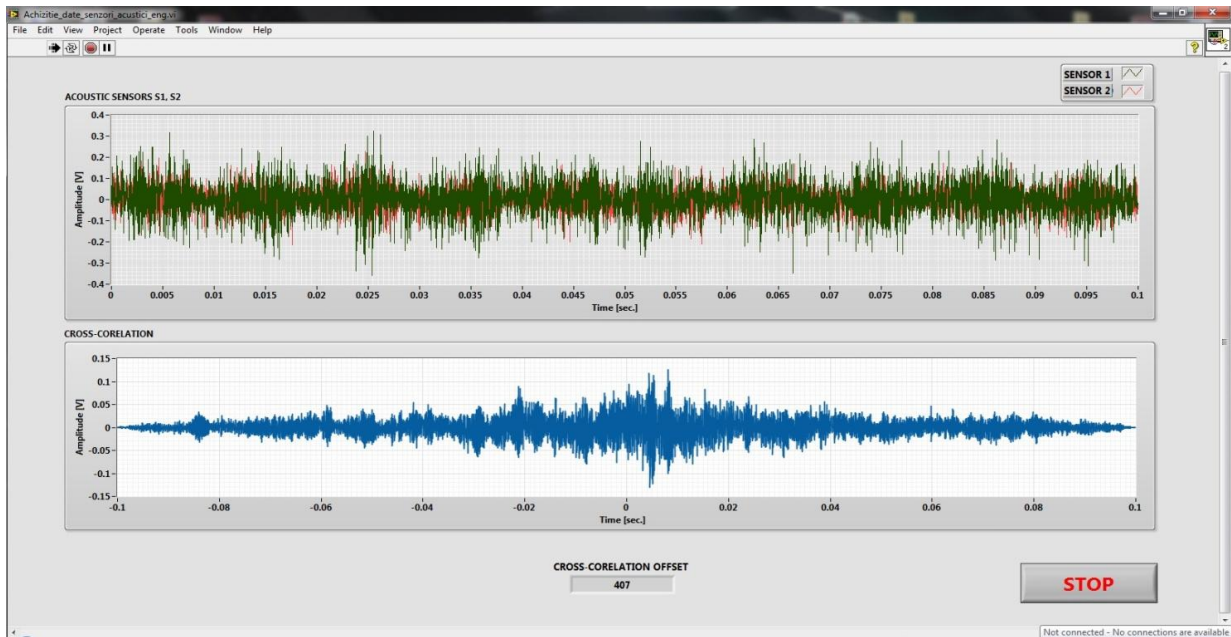 Achizitie_date_senzori_acustici_eng.vi
File Edit View Project Operate Tools Window Help
?
2
SENSOR 1
SENSOR 2
ACOUSTIC SENSORS S1, S2
Amplitude [V]
0.4
0.3
0.2
0.1
0
-0.1
-0.2
-0.3
-0.4
0 0.005 0.01 0.015 0.02 0.025 0.03 0.035 0.04 0.045 0.05 0.055 0.06 0.065 0.07 0.075 0.08 0.085 0.09 0.095 0.1
Time [sec.]
CROSS-CORELATION
Amplitude [V]
0.15
0.1
0.05
0
-0.05
-0.1
-0.15
-0.1 -0.08 -0.06 -0.04 -0.02 0 0.02 0.04 0.06 0.08 0.1
Time [sec.]
CROSS-CORELATION OFFSET
407
STOP
Not connected - No connections are available